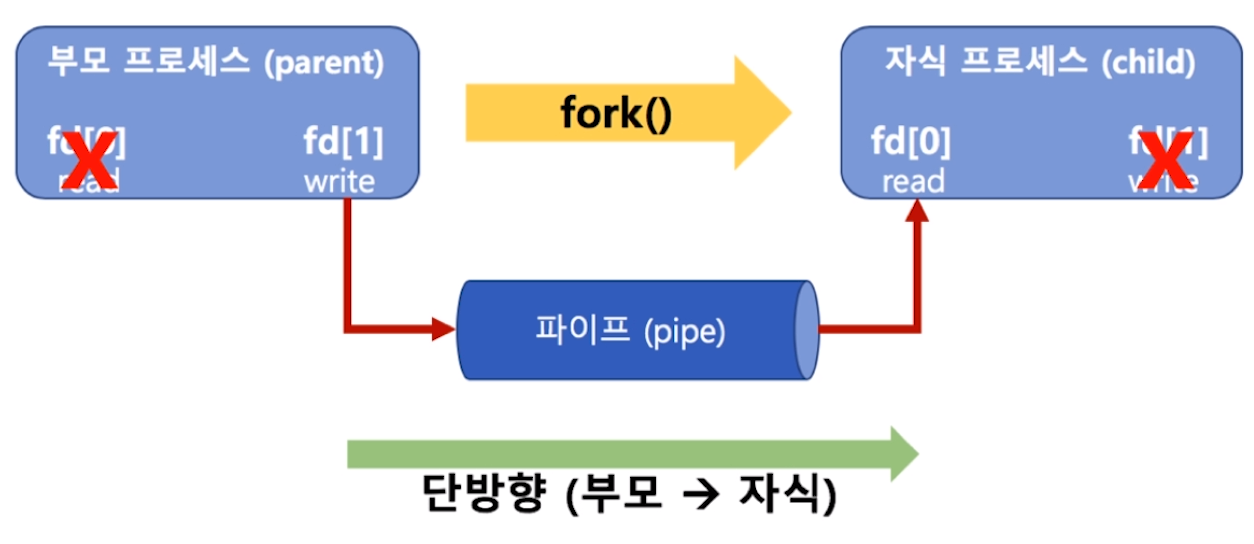 부모 프로세스 (parent)
fd[0]
read
fd[1]
write
fork()
자식 프로세스 (child)
fd[0]
read
fd[1]
write
파이프 (pipe)
단방향 (부모 → 자식)